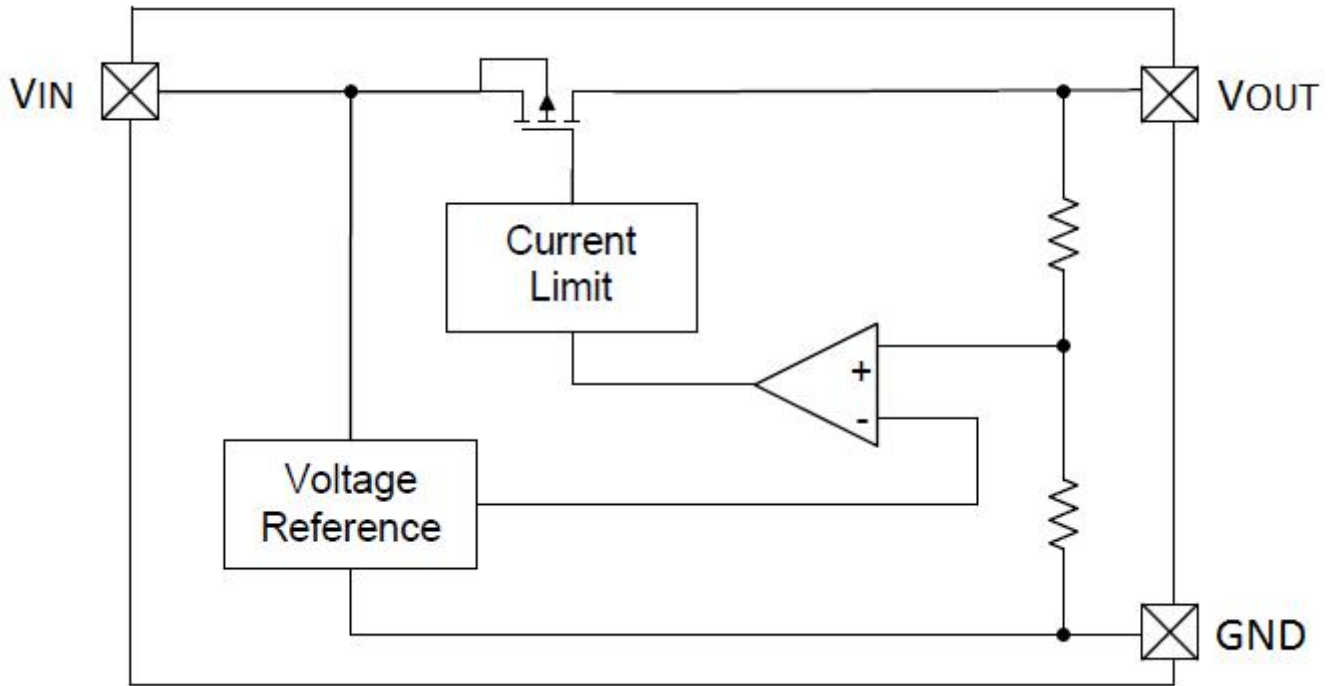 VIN
VOUT
Current
Limit
+
-
Voltage
Reference
GND